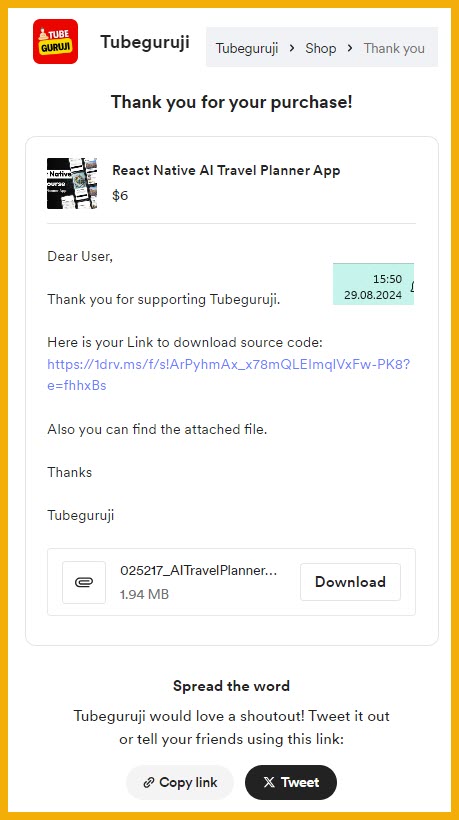 TUBE
GURUJI
Tubeguruji
Tubeguruji > Shop > Thank you
Thank you for your purchase!
Native
ourse
React Native AI Travel Planner App
$6
Dear User,
15:50
29.08.2024
Thank you for supporting Tubeguruji.
Here is your Link to download source code:
https://1drv.ms/f/s!ArPyhmAx_x78mQLEImqlVxFw-PK8?
e=fhhxBs
Also you can find the attached file.
Thanks
Tubeguruji
025217_AITravelPlanner...
1.94 MB
Download
Spread the word
Tubeguruji would love a shoutout! Tweet it out
or tell your friends using this link:
Copy link
X Tweet